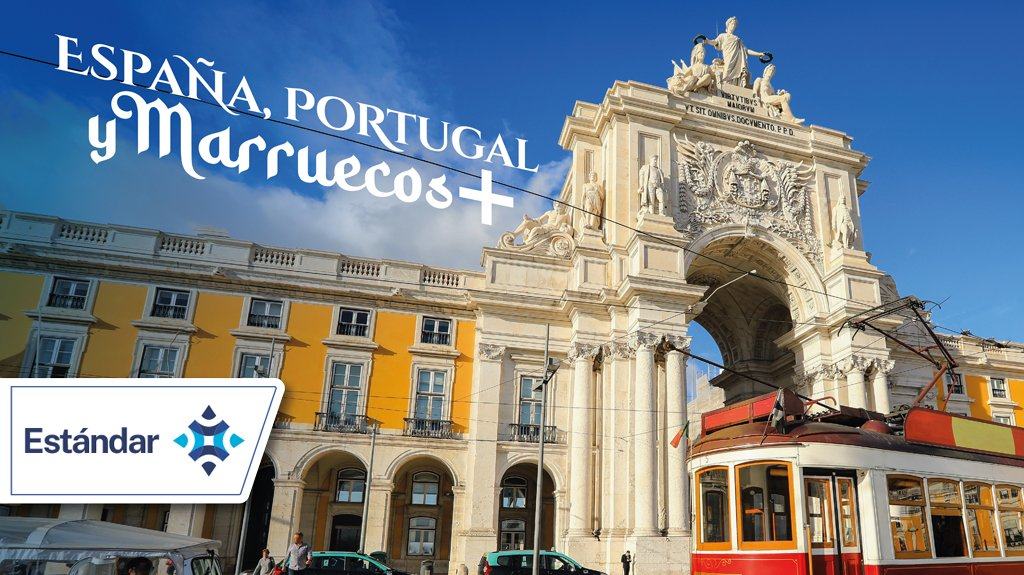 ESPAÑA, PORTUGAL
y Marruecos+
VIRTVTIBVS
MAIORVM
VT.SIT.OMNIBVS.DOCVMENTO.P.P.D.
Estándar